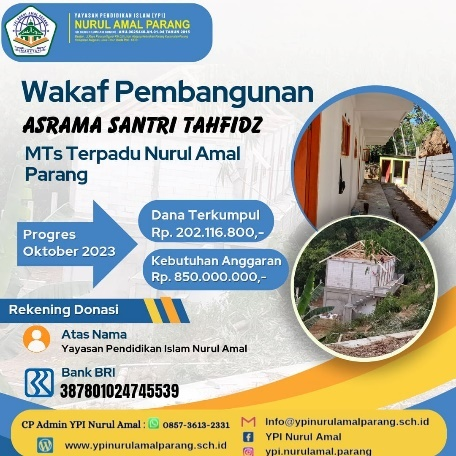 YAYASAN PENDIDIKAN ISLAM (YPI)
NURUL AMAL PARANG
Wakaf Pembangunan
ASRAMA SANTRI TAHFIDZ
MTs Terpadu Nurul Amal
Parang
Progres
Oktober 2023
Dana Terkumpul
Rp. 202.116.800,-
Kebutuhan Anggaran
Rp. 850.000.000,-
Rekening Donasi
Atas Nama
Yayasan Pendidikan Islam Nurul Amal
Bank BRI
387801024745539
CP Admin YPI Nurul Amal : 0857-3613-2331
www.ypinurulamalparang.sch.id
Info@ypinurulamalparang.sch.id
YPI Nurul Amal
ypi.nurulamal.parang